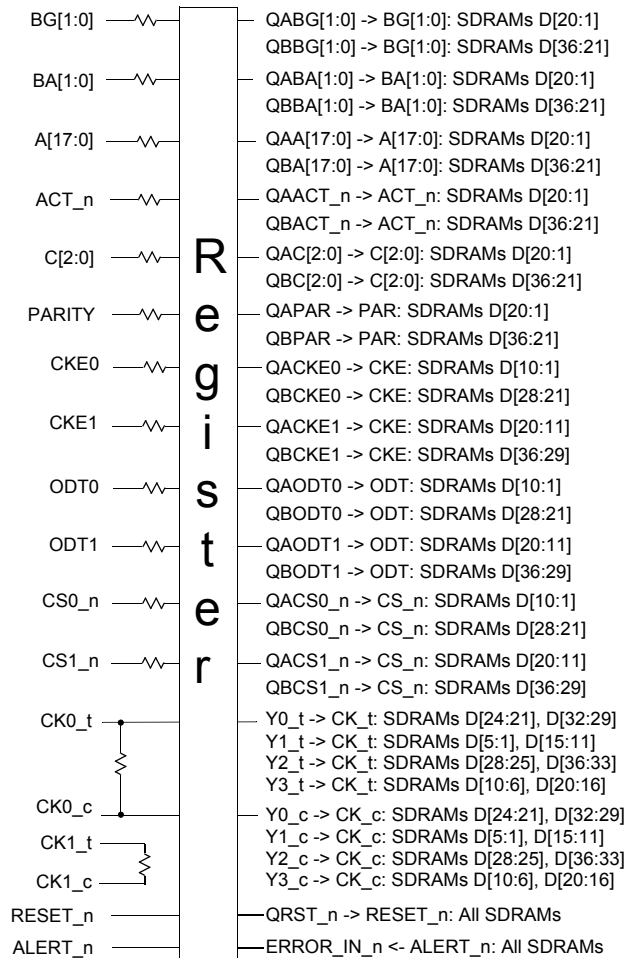 BG[1:0]
QABG[1:0] -> BG[1:0]: SDRAMs D[20:1]
QBBG[1:0] -> BG[1:0]: SDRAMs D[36:21]
BA[1:0]
QABA[1:0] -> BA[1:0]: SDRAMs D[20:1]
QBBA[1:0] -> BA[1:0]: SDRAMs D[36:21]
A[17:0]
QAA[17:0] -> A[17:0]: SDRAMs D[20:1]
QBA[17:0] -> A[17:0]: SDRAMs D[36:21]
ACT_n
QAACT_n -> ACT_n: SDRAMs D[20:1]
QBACT_n -> ACT_n: SDRAMs D[36:21]
C[2:0]
QAC[2:0] -> C[2:0]: SDRAMs D[20:1]
QBC[2:0] -> C[2:0]: SDRAMs D[36:21]
PARITY
QAPAR -> PAR: SDRAMs D[20:1]
QBPAR -> PAR: SDRAMs D[36:21]
CKE0
QACKE0 -> CKE: SDRAMs D[10:1]
QBCKE0 -> CKE: SDRAMs D[28:21]
CKE1
QACKE1 -> CKE: SDRAMs D[20:11]
QBCKE1 -> CKE: SDRAMs D[36:29]
ODT0
QAODT0 -> ODT: SDRAMs D[10:1]
QBODT0 -> ODT: SDRAMs D[28:21]
ODT1
QAODT1 -> ODT: SDRAMs D[20:11]
QBODT1 -> ODT: SDRAMs D[36:29]
CS0_n
QACS0_n -> CS_n: SDRAMs D[10:1]
QBCS0_n -> CS_n: SDRAMs D[28:21]
CS1_n
QACS1_n -> CS_n: SDRAMs D[20:11]
QBCS1_n -> CS_n: SDRAMs D[36:29]
Register
CK0_t
Y0_t -> CK_t: SDRAMs D[24:21], D[32:29]
Y1_t -> CK_t: SDRAMs D[5:1], D[15:11]
Y2_t -> CK_t: SDRAMs D[28:25], D[36:33]
Y3_t -> CK_t: SDRAMs D[10:6], D[20:16]
CK0_c
Y0_c -> CK_c: SDRAMs D[24:21], D[32:29]
CK1_t
Y1_c -> CK_c: SDRAMs D[5:1], D[15:11]
Y2_c -> CK_c: SDRAMs D[28:25], D[36:33]
CK1_c
Y3_c -> CK_c: SDRAMs D[10:6], D[20:16]
RESET_n
QRST_n -> RESET_n: All SDRAMs
ALERT_n
ERROR_IN_n <- ALERT_n: All SDRAMs